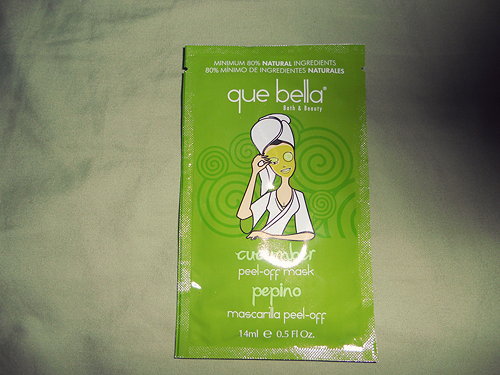 MINIMUM 80% NATURAL INGREDIENTS
80% MÍNIMO DE INGREDIENTES NATURALES
que bella®
Bath & Beauty
cucumber
peel-off mask
pepino
mascarilla peel-off
14ml ℮ 0.5 Fl Oz.